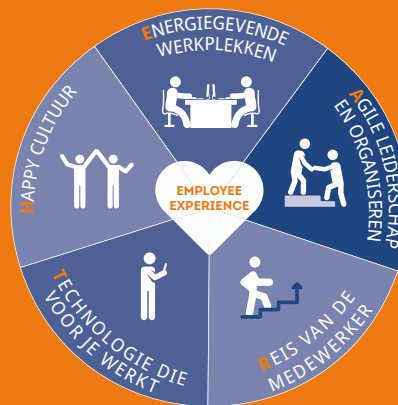 ENERGIEGEVENDE
WERKPLEKKEN
AGILE LEIDERSCHAP
EN ORGANISEREN
REIS VAN DE
MEDEWERKER
TECHNOLOGIE DIE
VOOR JE WERKT
HAPPY CULTUUR
EMPLOYEE
EXPERIENCE